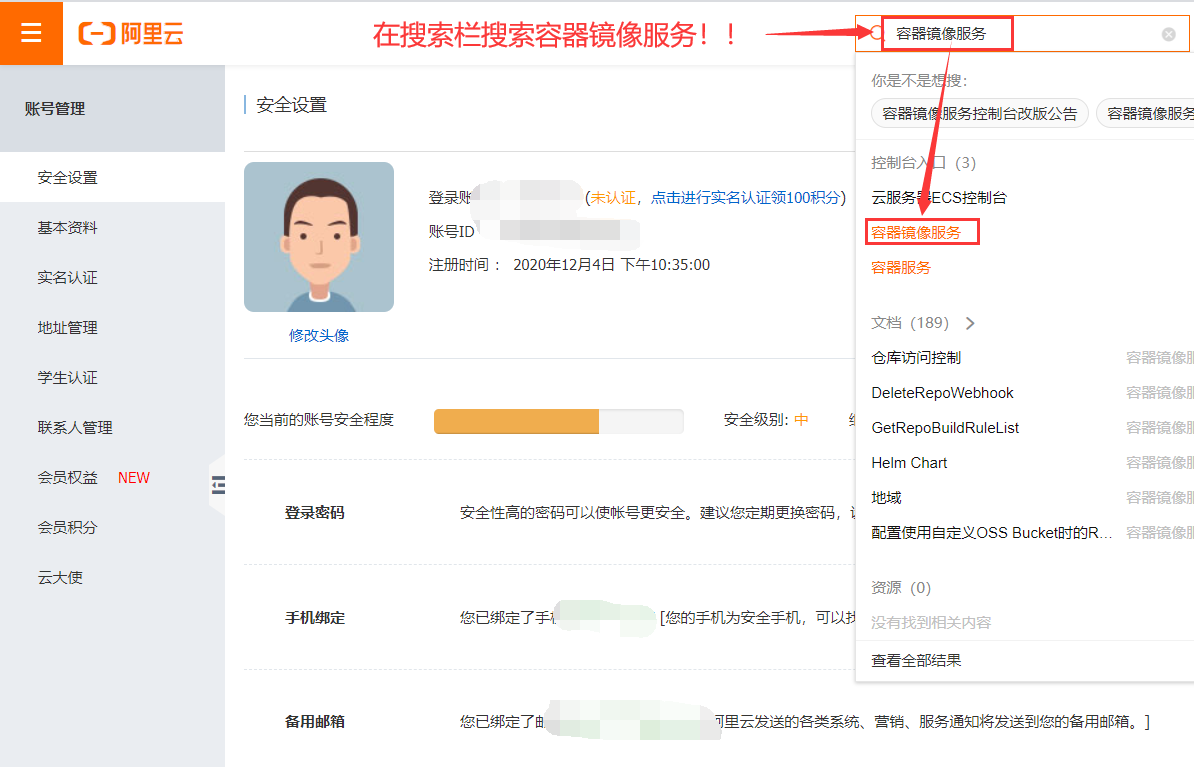 阿里云
在搜索栏搜索容器镜像服务！！
容器镜像服务
你是不是想搜：
容器镜像服务控制台改版公告
容器镜像服务
控制台入口 (3)
云服务器ECS控制台
容器镜像服务
容器服务
文档 (189)
仓库访问控制 容器镜像服
DeleteRepoWebhook 容器镜像服
GetRepoBuildRuleList 容器镜像服
Helm Chart 容器镜像服
地域 容器镜像服
配置使用自定义OSS Bucket时的R... 容器镜像服
资源 (0)
没有找到相关内容
查看全部结果
账号管理
安全设置
基本资料
实名认证
地址管理
学生认证
联系人管理
会员权益 NEW
会员积分
云大使
安全设置
修改头像
登录账 (未认证，点击进行实名认证领100积分)
账号ID
注册时间： 2020年12月4日 下午10:35:00
您当前的账号安全程度 安全级别: 中
登录密码 安全性高的密码可以使帐号更安全。建议您定期更换密码，
手机绑定 您已绑定了手机 [您的手机为安全手机，可以找
备用邮箱 您已绑定了邮 阿里云发送的各类系统、营销、服务通知将发送到您的备用邮箱。]